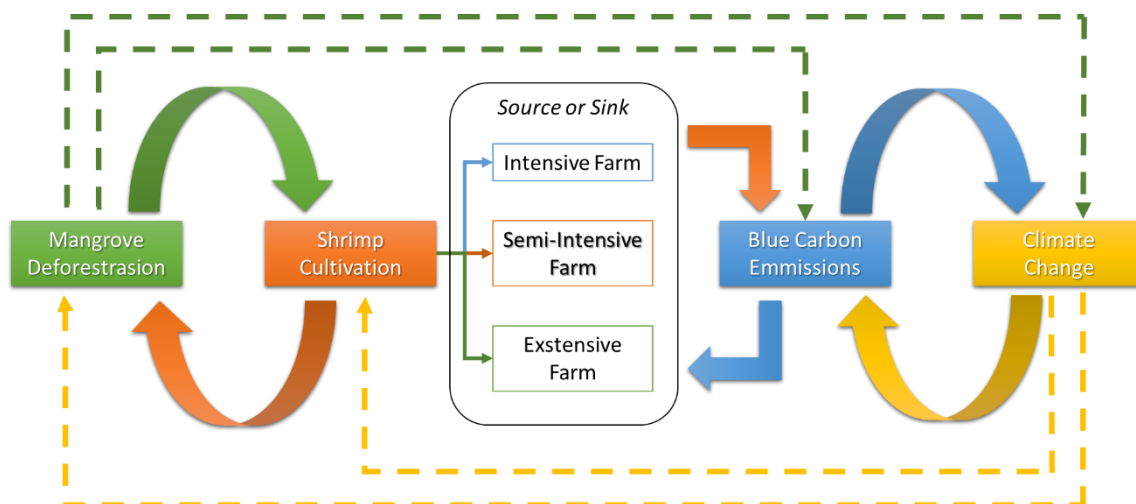 Source or Sink
Intensive Farm
Mangrove
Deforestrasion
Shrimp
Cultivation
Semi-Intensive
Farm
Blue Carbon
Emmissions
Climate
Change
Exstensive
Farm